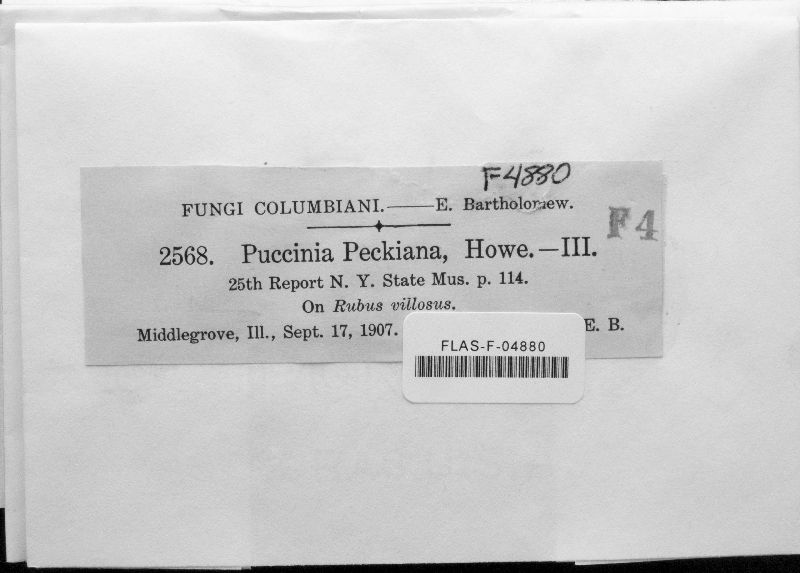 F4880
FUNGI COLUMBIANI.——E. Bartholomew.
F4
2568. Puccinia Peckiana, Howe.—III.
25th Report N. Y. State Mus. p. 114.
On Rubus villosus.
Middlegrove, Ill., Sept. 17, 1907. E. B.
FLAS-F-04880